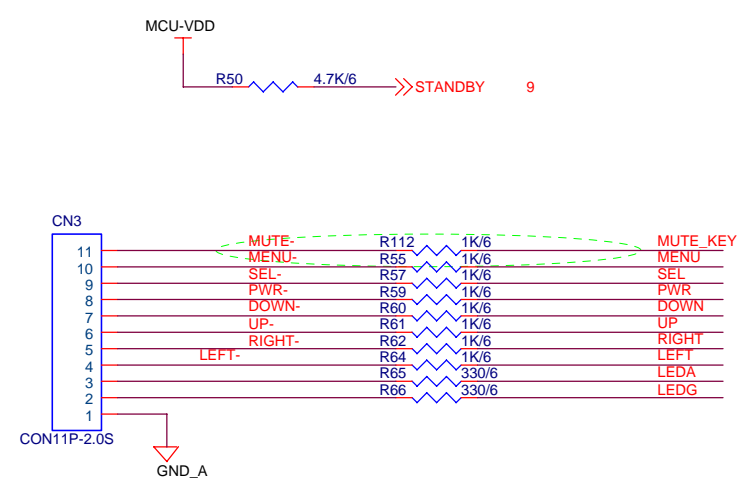 MCU-VDD
R50 4.7K/6 STANDBY 9
CN3
11 MUTE- R112 1K/6 MUTE_KEY
10 MENU- R55 1K/6 MENU
9 SEL- R57 1K/6 SEL
8 PWR- R59 1K/6 PWR
7 DOWN- R60 1K/6 DOWN
6 UP- R61 1K/6 UP
5 RIGHT- R62 1K/6 RIGHT
4 LEFT- R64 1K/6 LEFT
3 R65 330/6 LEDA
2 R66 330/6 LEDG
1
CON11P-2.0S
GND_A